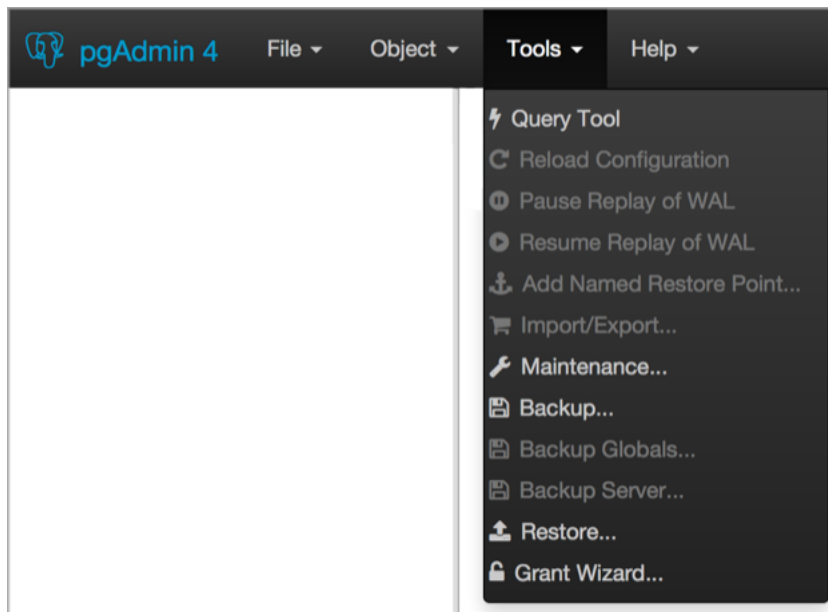 pgAdmin 4 File Object Tools Help
Query Tool
Reload Configuration
Pause Replay of WAL
Resume Replay of WAL
Add Named Restore Point...
Import/Export...
Maintenance...
Backup...
Backup Globals...
Backup Server...
Restore...
Grant Wizard...